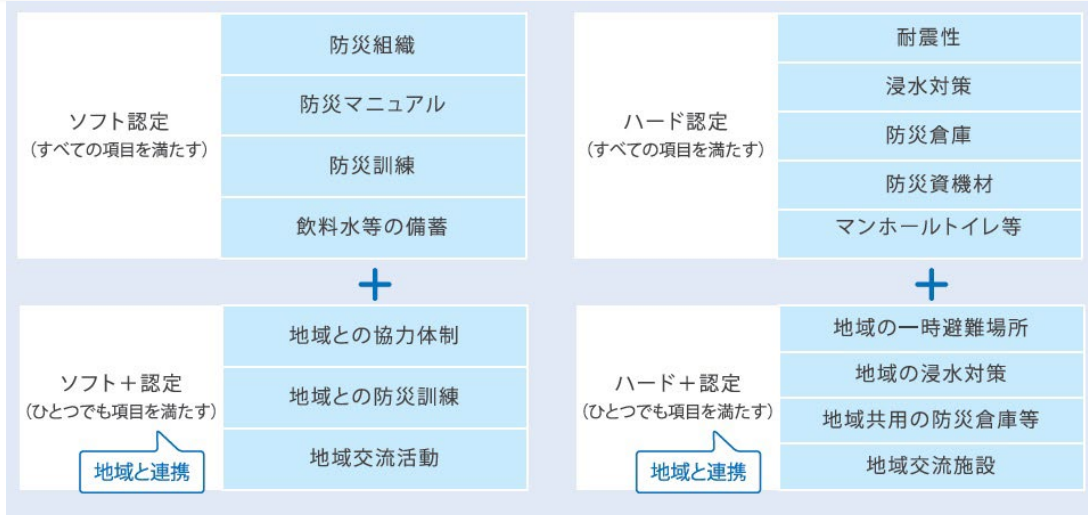 ソフト認定
(すべての項目を満たす)
防災組織
防災マニュアル
防災訓練
飲料水等の備蓄
+
ソフト+認定
(ひとつでも項目を満たす)
地域と連携
地域との協力体制
地域との防災訓練
地域交流活動
ハード認定
(すべての項目を満たす)
耐震性
浸水対策
防災倉庫
防災資機材
マンホールトイレ等
+
ハード+認定
(ひとつでも項目を満たす)
地域と連携
地域の一時避難場所
地域の浸水対策
地域共用の防災倉庫等
地域交流施設